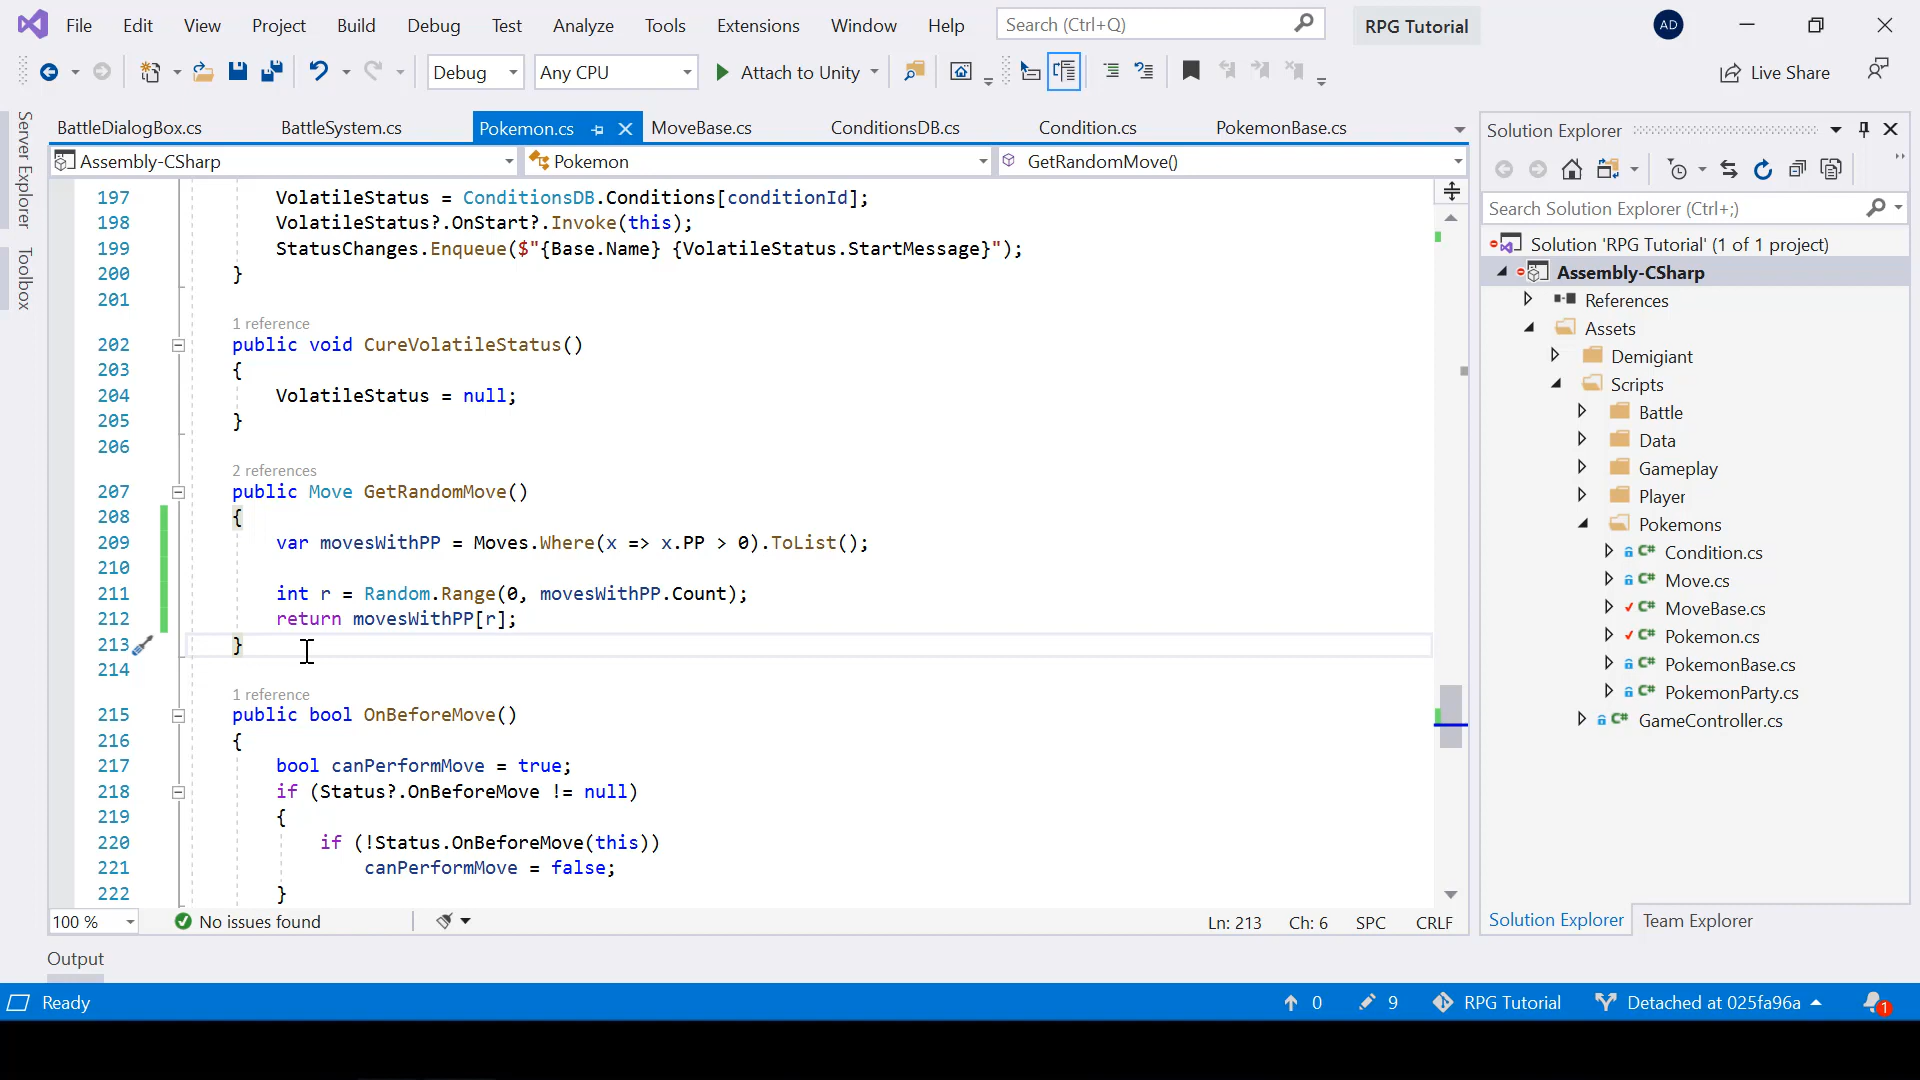 File Edit View Project Build Debug Test Analyze Tools Extensions Window Help Search (Ctrl+Q) RPG Tutorial AD
Debug Any CPU Attach to Unity Live Share
Server Explorer
Toolbox
BattleDialogBox.cs BattleSystem.cs Pokemon.cs MoveBase.cs ConditionsDB.cs Condition.cs PokemonBase.cs
Assembly-CSharp Pokemon GetRandomMove()
197 VolatileStatus = ConditionsDB.Conditions[conditionId];
198 VolatileStatus?.OnStart?.Invoke(this);
199 StatusChanges.Enqueue($"{Base.Name} {VolatileStatus.StartMessage}");
200 }
201
1 reference
202 public void CureVolatileStatus()
203 {
204 VolatileStatus = null;
205 }
206
2 references
207 public Move GetRandomMove()
208 {
209 var movesWithPP = Moves.Where(x => x.PP > 0).ToList();
210
211 int r = Random.Range(0, movesWithPP.Count);
212 return movesWithPP[r];
213 }
214
1 reference
215 public bool OnBeforeMove()
216 {
217 bool canPerformMove = true;
218 if (Status?.OnBeforeMove != null)
219 {
220 if (!Status.OnBeforeMove(this))
221 canPerformMove = false;
222 }
100 % No issues found Ln: 213 Ch: 6 SPC CRLF
Output
Solution Explorer
Search Solution Explorer (Ctrl+;)
Solution 'RPG Tutorial' (1 of 1 project)
Assembly-CSharp
References
Assets
Demigiant
Scripts
Battle
Data
Gameplay
Player
Pokemons
C# Condition.cs
C# Move.cs
C# MoveBase.cs
C# Pokemon.cs
C# PokemonBase.cs
C# PokemonParty.cs
C# GameController.cs
Solution Explorer Team Explorer
Ready 0 9 RPG Tutorial Detached at 025fa96a 1